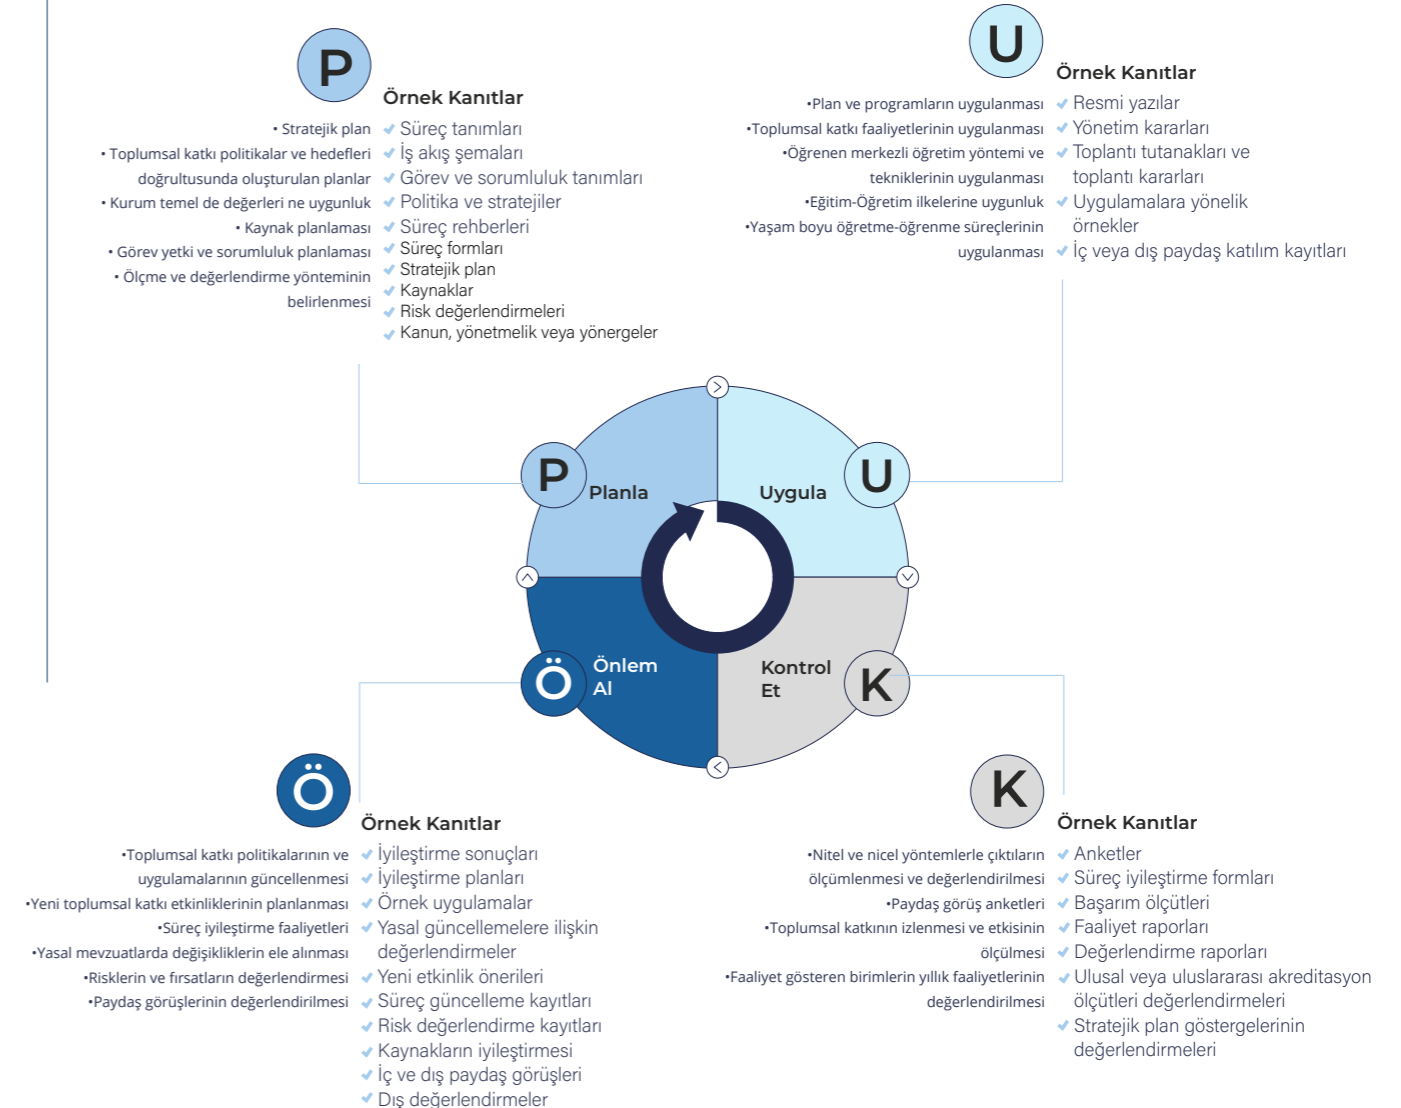 P
Örnek Kanıtlar
• Stratejik plan
• Toplumsal katkı politikalar ve hedefleri
doğrultusunda oluşturulan planlar
• Kurum temel de değerleri ne uygunluk
• Kaynak planlaması
• Görev yetki ve sorumluluk planlaması
• Ölçme ve değerlendirme yönteminin
belirlenmesi
Süreç tanımları
İş akış şemaları
Görev ve sorumluluk tanımları
Politika ve stratejiler
Süreç rehberleri
Süreç formları
Stratejik plan
Kaynaklar
Risk değerlendirmeleri
Kanun, yönetmelik veya yönergeler
U
Örnek Kanıtlar
•Plan ve programların uygulanması
•Toplumsal katkı faaliyetlerinin uygulanması
•Öğrenen merkezli öğretim yöntemi ve
tekniklerinin uygulanması
•Eğitim-Öğretim ilkelerine uygunluk
•Yaşam boyu öğretme-öğrenme süreçlerinin
uygulanması
Resmi yazılar
Yönetim kararları
Toplantı tutanakları ve
toplantı kararları
Uygulamalara yönelik
örnekler
İç veya dış paydaş katılım kayıtları
P
Planla
Uygula
U
Ö
Önlem
Al
Kontrol
Et
K
Ö
Örnek Kanıtlar
•Toplumsal katkı politikalarının ve
uygulamalarının güncellenmesi
•Yeni toplumsal katkı etkinliklerinin planlanması
•Süreç iyileştirme faaliyetleri
•Yasal mevzuatlarda değişikliklerin ele alınması
•Risklerin ve fırsatların değerlendirmesi
•Paydaş görüşlerinin değerlendirilmesi
İyileştirme sonuçları
İyileştirme planları
Örnek uygulamalar
Yasal güncellemelere ilişkin
değerlendirmeler
Yeni etkinlik önerileri
Süreç güncelleme kayıtları
Risk değerlendirme kayıtları
Kaynakların iyileştirmesi
İç ve dış paydaş görüşleri
Dış değerlendirmeler
K
Örnek Kanıtlar
•Nitel ve nicel yöntemlerle çıktıların
ölçümlenmesi ve değerlendirilmesi
•Paydaş görüş anketleri
•Toplumsal katkının izlenmesi ve etkisinin
ölçülmesi
•Faaliyet gösteren birimlerin yıllık faaliyetlerinin
değerlendirilmesi
Anketler
Süreç iyileştirme formları
Başarım ölçütleri
Faaliyet raporları
Değerlendirme raporları
Ulusal veya uluslararası akreditasyon
ölçütleri değerlendirmeleri
Stratejik plan göstergelerinin
değerlendirmeleri